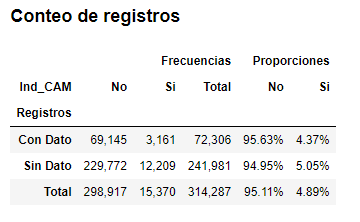 Conteo de registros
Frecuencias Proporciones
Ind_CAM No Si Total No Si
Registros
Con Dato 69,145 3,161 72,306 95.63% 4.37%
Sin Dato 229,772 12,209 241,981 94.95% 5.05%
Total 298,917 15,370 314,287 95.11% 4.89%